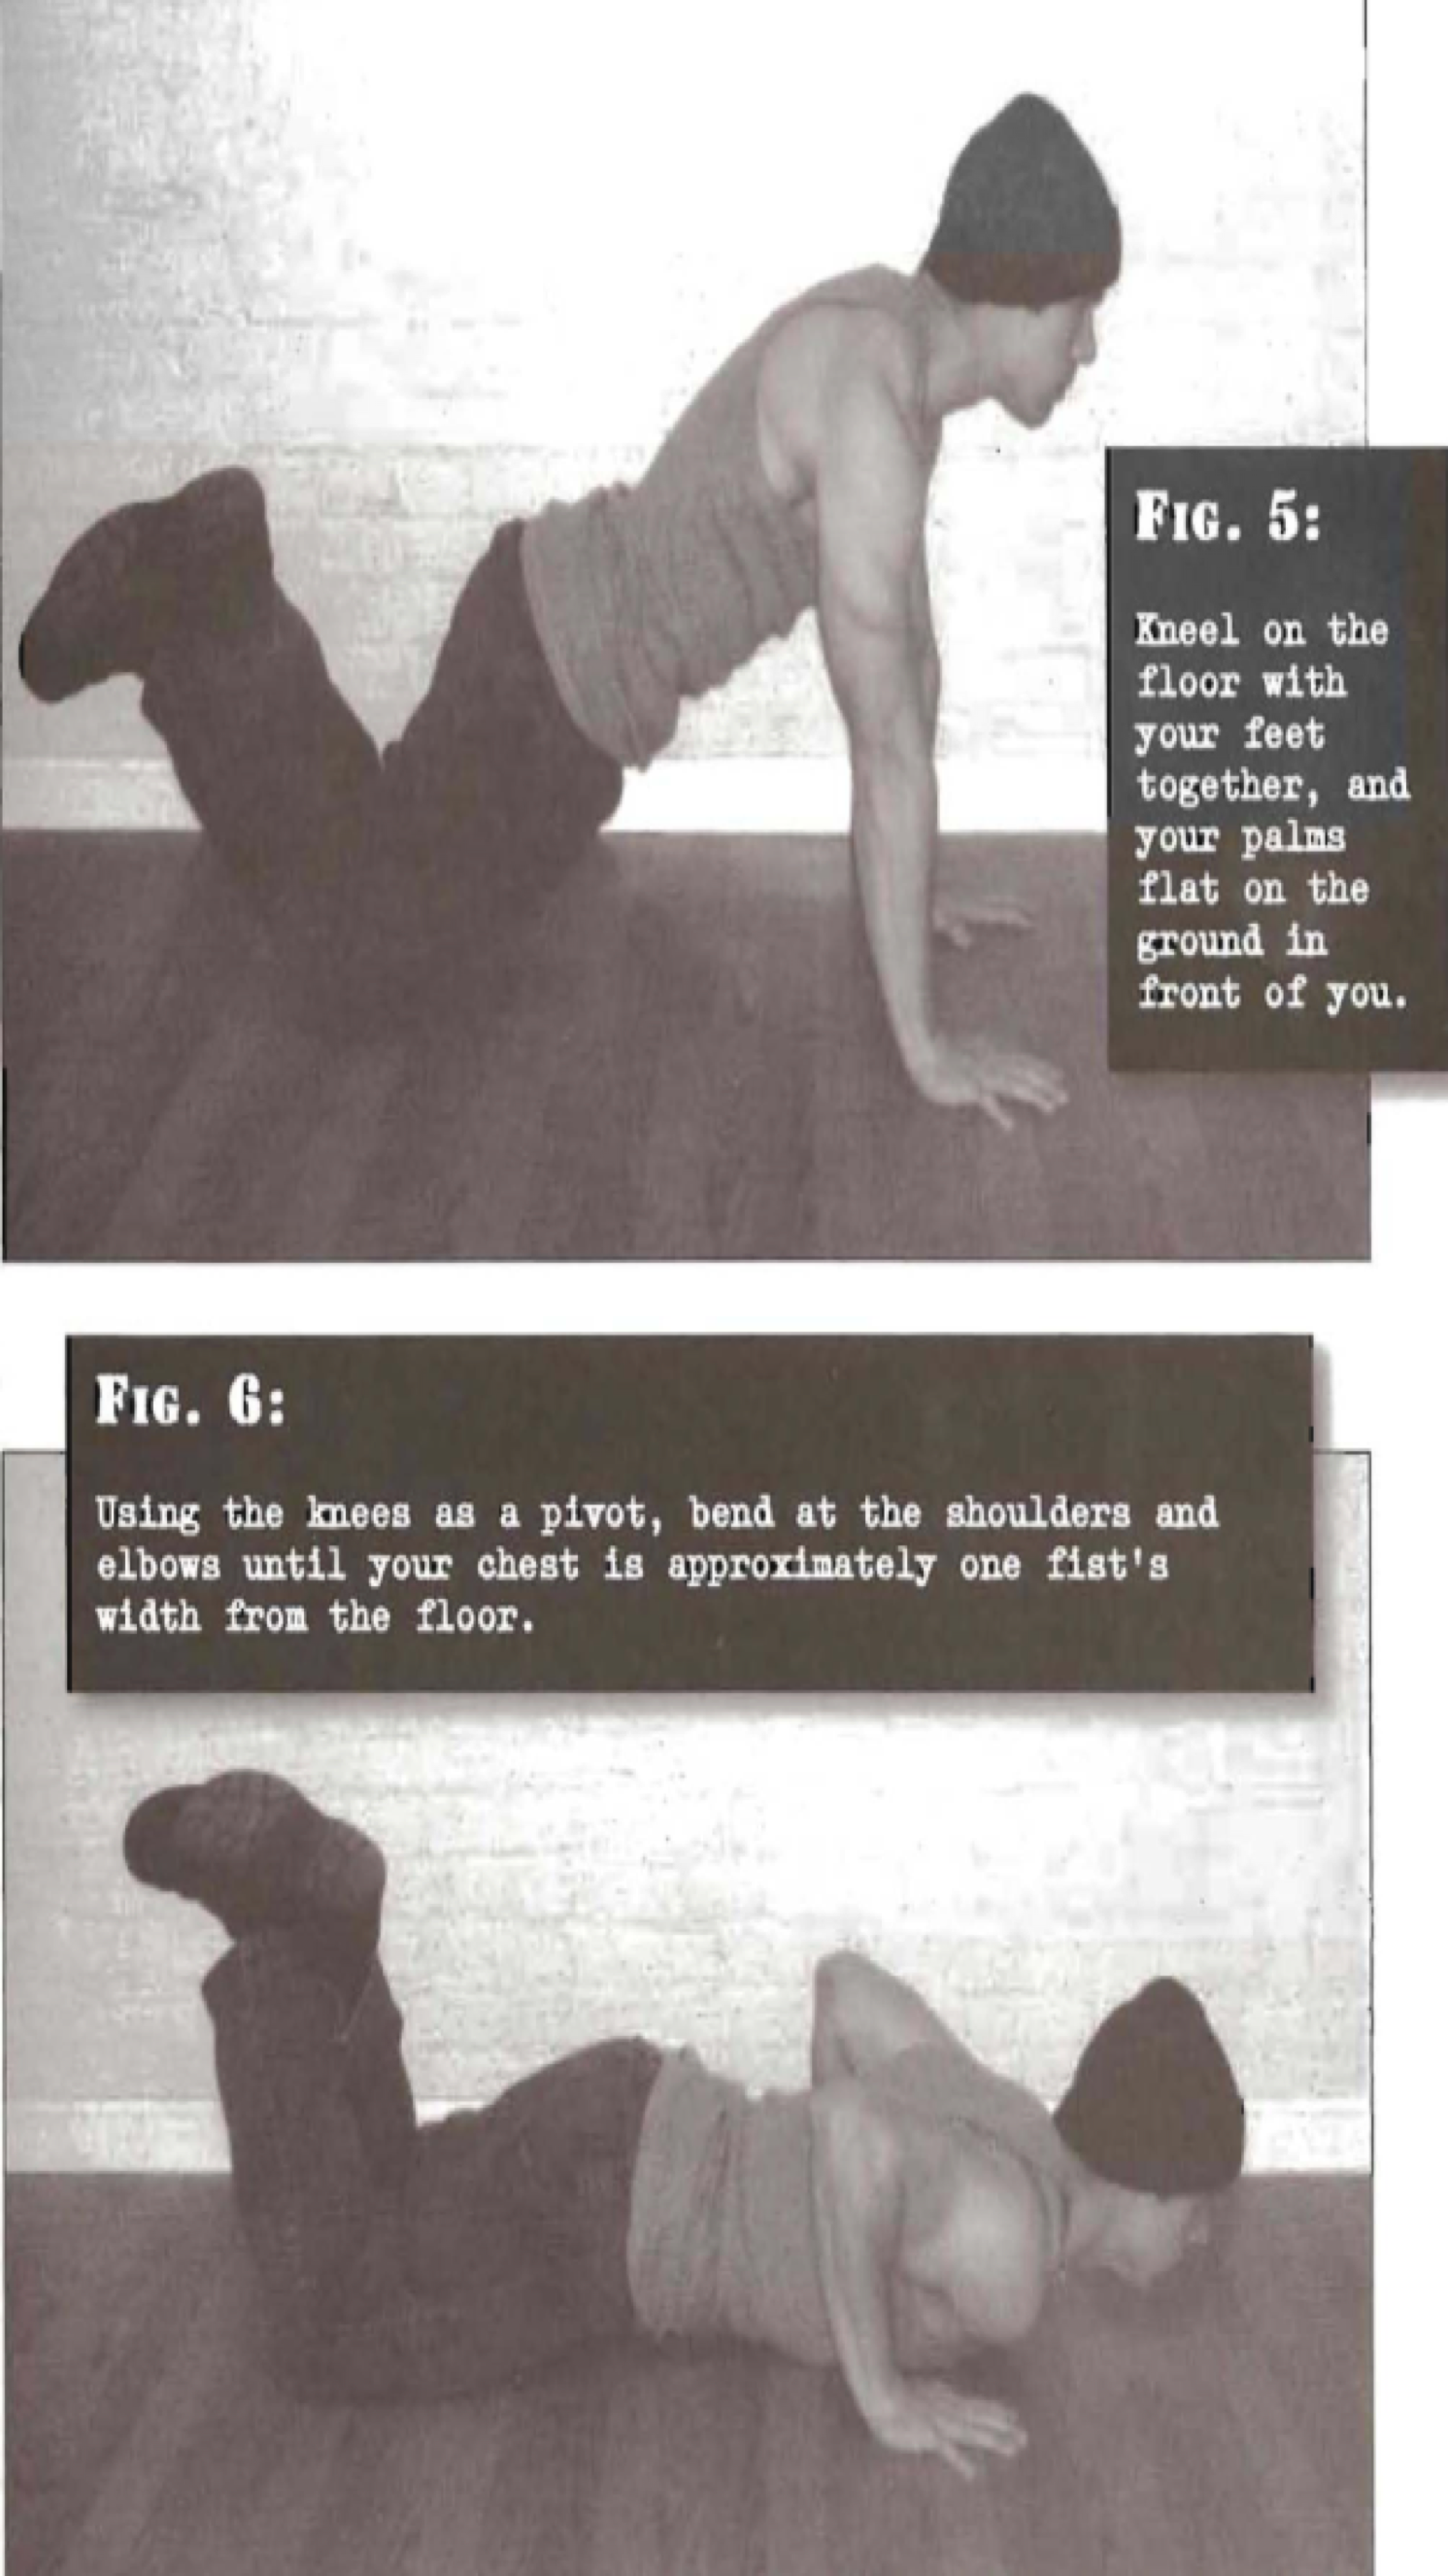 FIG. 5:
Kneel on the
floor with
your feet
together, and
your palms
flat on the
ground in
front of you.
FIG. 6:
Using the knees as a pivot, bend at the shoulders and
elbows until your chest is approximately one fist's
width from the floor.